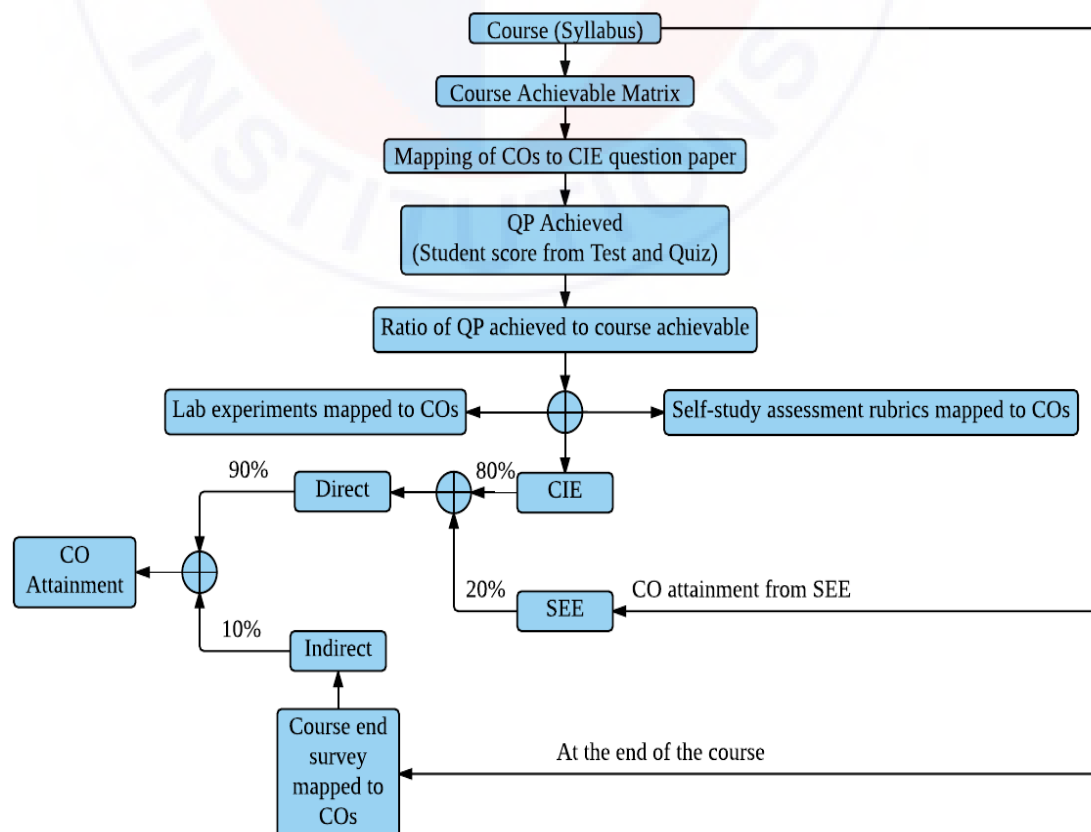 Course (Syllabus)
Course Achievable Matrix
Mapping of COs to CIE question paper
QP Achieved
(Student score from Test and Quiz)
Ratio of QP achieved to course achievable
Lab experiments mapped to COs
Self-study assessment rubrics mapped to COs
90%
Direct
80%
CIE
CO
Attainment
20%
SEE
CO attainment from SEE
10%
Indirect
Course end
survey
mapped to
COs
At the end of the course
INSTITUTIONS